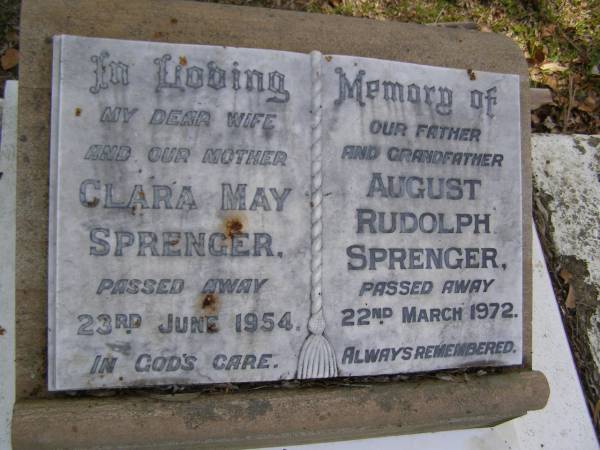 In Loving
MY DEAR WIFE
AND OUR MOTHER
CLARA MAY
SPRENGER,
PASSED AWAY
23RD JUNE 1954.
IN GOD'S CARE.
Memory of
OUR FATHER
AND GRANDFATHER
AUGUST
RUDOLPH
SPRENGER,
PASSED AWAY
22ND MARCH 1972.
ALWAYS REMEMBERED.